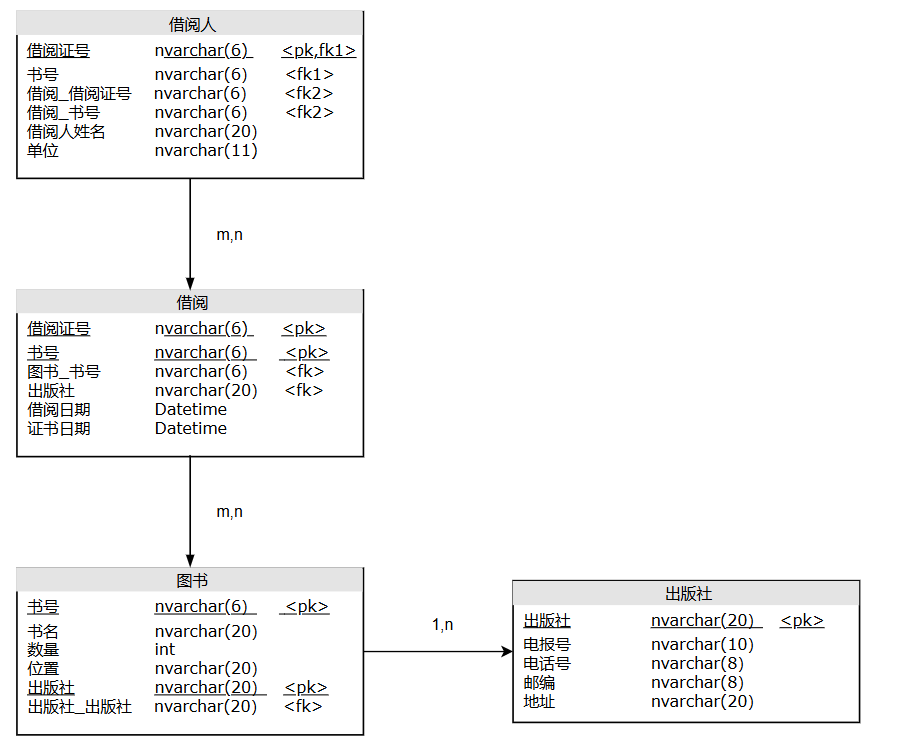 借阅人
借阅证号 nvarchar(6) <pk,fk1>
书号 nvarchar(6) <fk1>
借阅_借阅证号 nvarchar(6) <fk2>
借阅_书号 nvarchar(6) <fk2>
借阅人姓名 nvarchar(20)
单位 nvarchar(11)
m,n
借阅
借阅证号 nvarchar(6) <pk>
书号 nvarchar(6) <pk>
图书_书号 nvarchar(6) <fk>
出版社 nvarchar(20) <fk>
借阅日期 Datetime
证书日期 Datetime
m,n
图书
书号 nvarchar(6) <pk>
书名 nvarchar(20)
数量 int
位置 nvarchar(20)
出版社 nvarchar(20) <pk>
出版社_出版社 nvarchar(20) <fk>
1,n
出版社
出版社 nvarchar(20) <pk>
电报号 nvarchar(10)
电话号 nvarchar(8)
邮编 nvarchar(8)
地址 nvarchar(20)